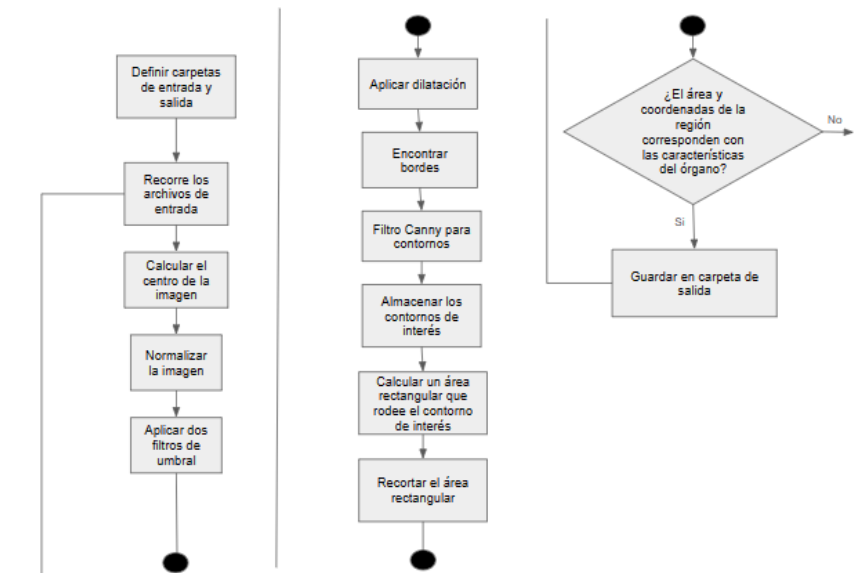 Definir carpetas
de entrada y
salida
Recorre los
archivos de
entrada
Calcular el
centro de la
imagen
Normalizar
la imagen
Aplicar dos
filtros de
umbral
Aplicar dilatación
Encontrar
bordes
Filtro Canny para
contornos
Almacenar los
contornos de
interés
Calcular un área
rectangular que
rodee el contorno
de interés
Recortar el área
rectangular
¿El área y
coordenadas de la
región
corresponden con
las características
del órgano?
No
Si
Guardar en carpeta de
salida